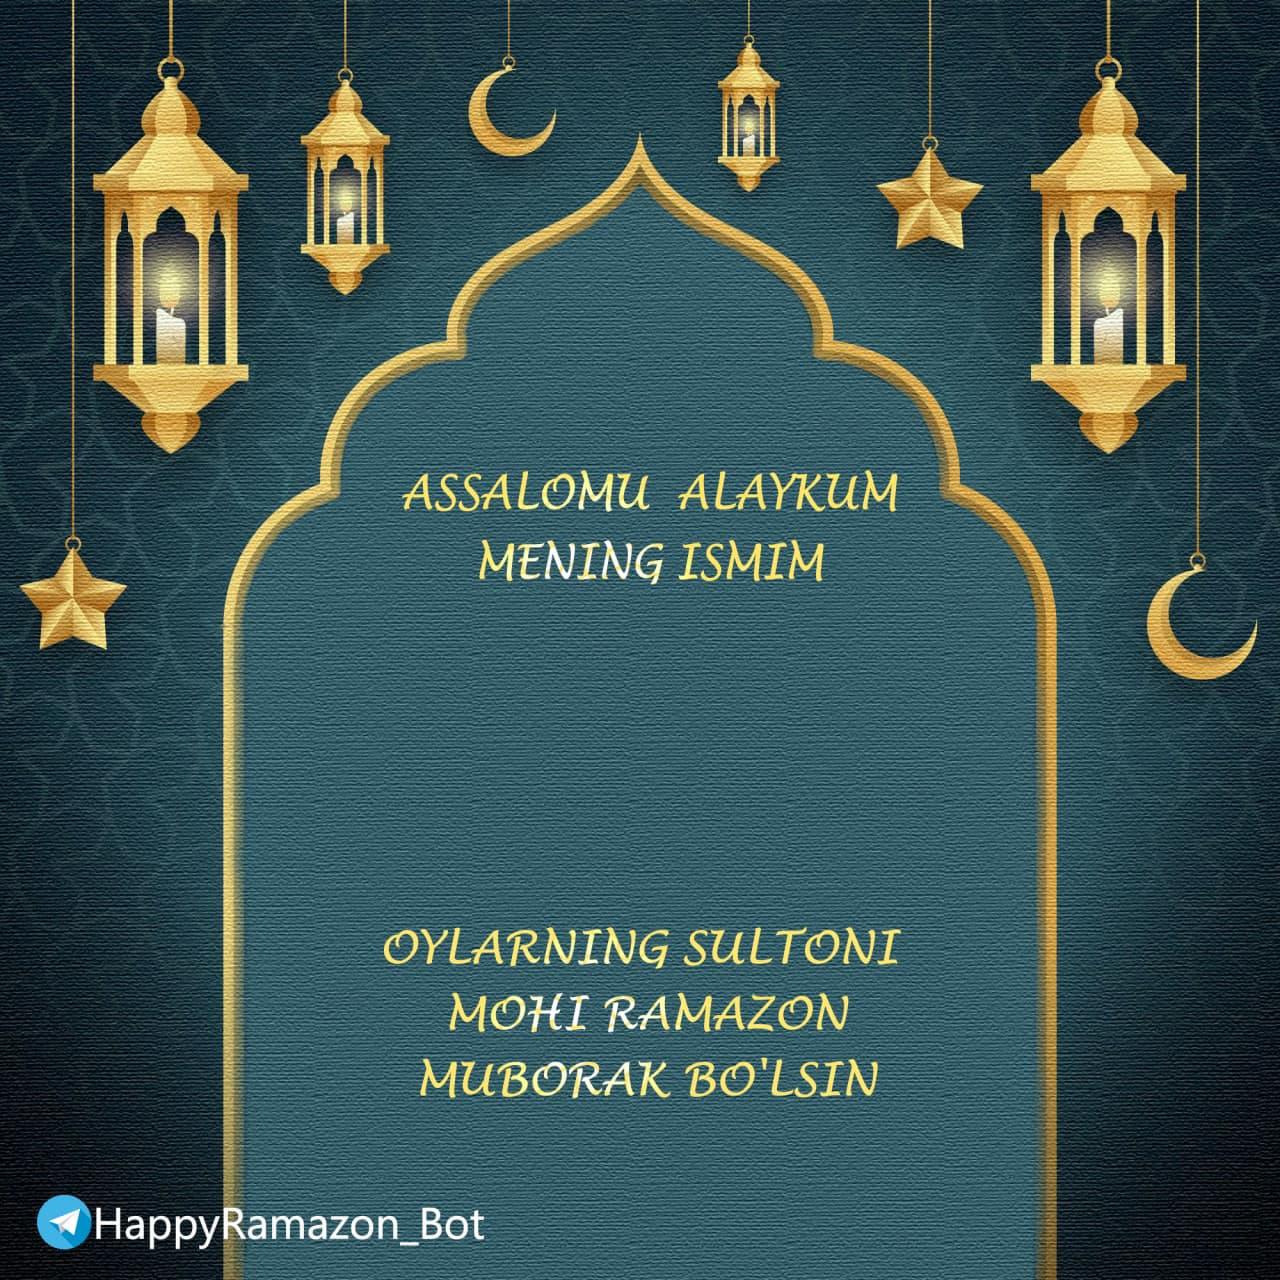 ASSALOMU ALAYKUM
MENING ISMIM
OYLARNING SULTONI
MOHI RAMAZON
MUBORAK BO'LSIN
HappyRamazon_Bot